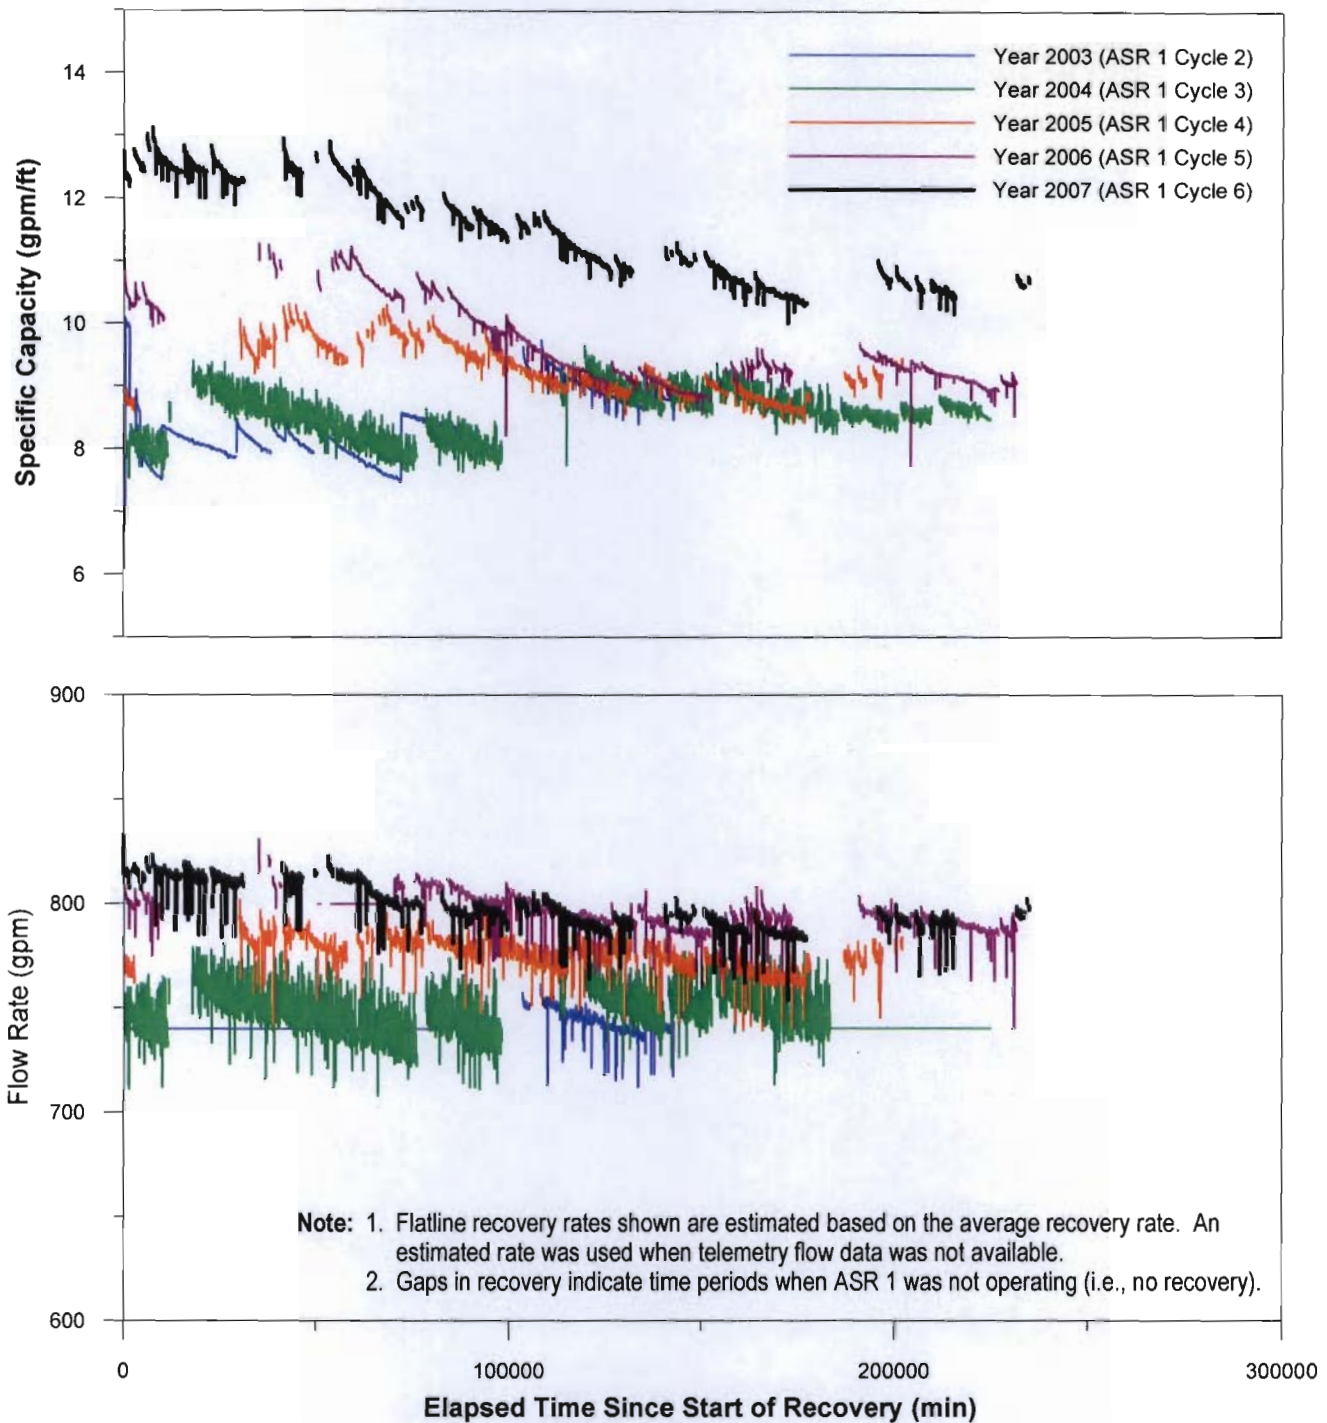 14
12
10
8
6
Specific Capacity (gpm/ft)
Year 2003 (ASR 1 Cycle 2)
Year 2004 (ASR 1 Cycle 3)
Year 2005 (ASR 1 Cycle 4)
Year 2006 (ASR 1 Cycle 5)
Year 2007 (ASR 1 Cycle 6)
900
800
700
600
Flow Rate (gpm)
Note: 1. Flatline recovery rates shown are estimated based on the average recovery rate. An
estimated rate was used when telemetry flow data was not available.
2. Gaps in recovery indicate time periods when ASR 1 was not operating (i.e., no recovery).
0 100000 200000 300000
Elapsed Time Since Start of Recovery (min)